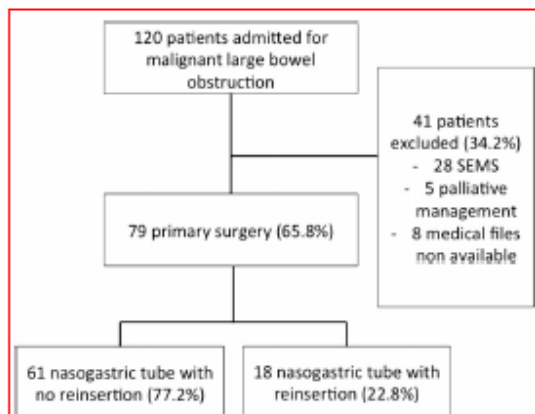 120 patients admitted for
malignant large bowel
obstruction
41 patients
excluded (34.2%)
- 28 SEMS
- 5 palliative
management
- 8 medical files
non available
79 primary surgery (65.8%)
61 nasogastric tube with
no reinsertion (77.2%)
18 nasogastric tube with
reinsertion (22.8%)